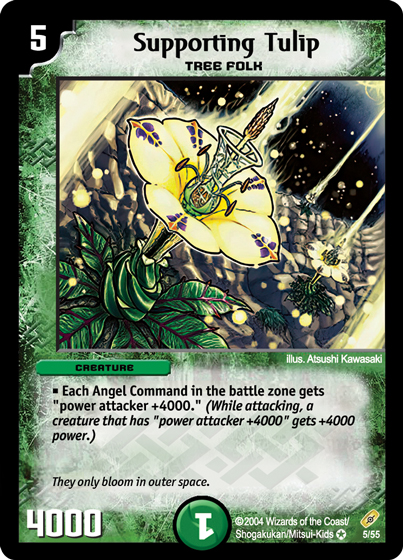 5
Supporting Tulip
TREE FOLK
illus. Atsushi Kawasaki
CREATURE
▪ Each Angel Command in the battle zone gets
"power attacker +4000." (While attacking, a
creature that has "power attacker +4000" gets +4000
power.)
They only bloom in outer space.
4000
1
©2004 Wizards of the Coast/
Shogakukan/Mitsui-Kids ✪
5/55